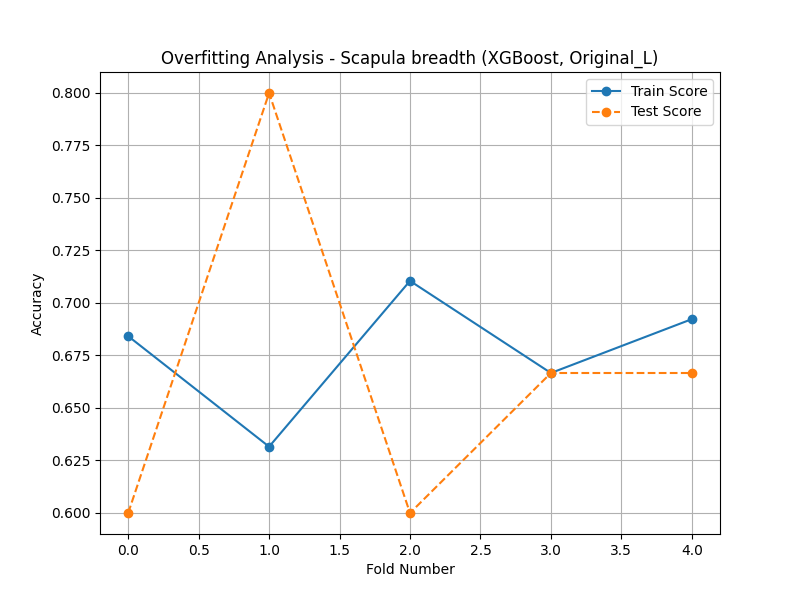 Overfitting Analysis - Scapula breadth (XGBoost, Original_L)
Train Score
Test Score
0.800
0.775
0.750
0.725
0.700
0.675
0.650
0.625
0.600
Accuracy
0.0 0.5 1.0 1.5 2.0 2.5 3.0 3.5 4.0
Fold Number